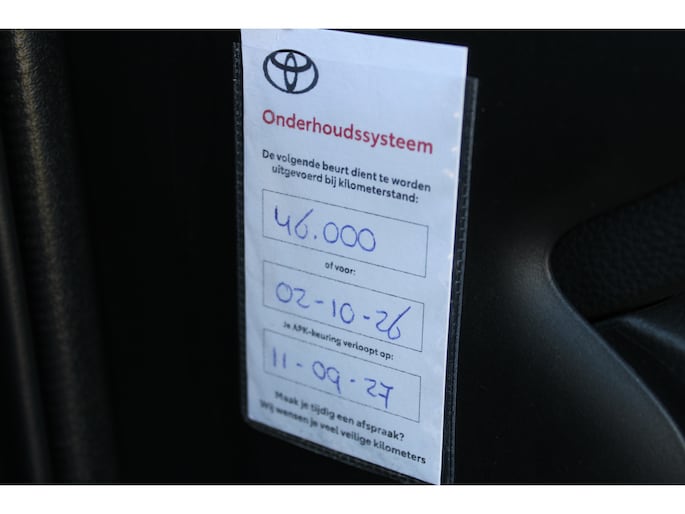 Onderhoudssysteem
De volgende beurt dient te worden
uitgevoerd bij kilometerstand:
46.000
of voor:
02-10-26
Je APK-keuring verloopt op:
11-09-27
Maak je tijdig een afspraak?
Wij wensen je veel veilige kilometers